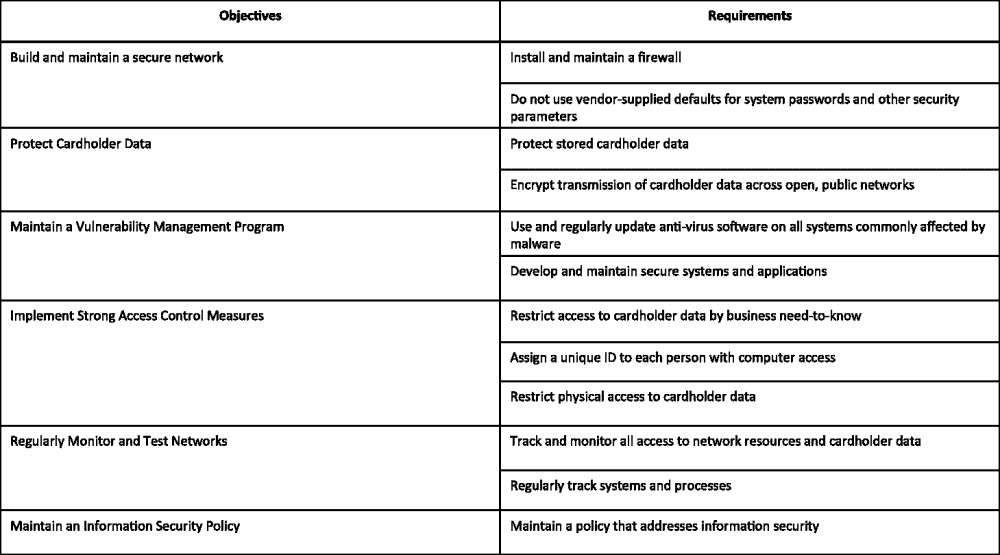 Objectives
Requirements
Build and maintain a secure network
Install and maintain a firewall
Do not use vendor-supplied defaults for system passwords and other security
parameters
Protect Cardholder Data
Protect stored cardholder data
Encrypt transmission of cardholder data across open, public networks
Maintain a Vulnerability Management Program
Use and regularly update anti-virus software on all systems commonly affected by
malware
Develop and maintain secure systems and applications
Implement Strong Access Control Measures
Restrict access to cardholder data by business need-to-know
Assign a unique ID to each person with computer access
Restrict physical access to cardholder data
Regularly Monitor and Test Networks
Track and monitor all access to network resources and cardholder data
Regularly track systems and processes
Maintain an Information Security Policy
Maintain a policy that addresses information security